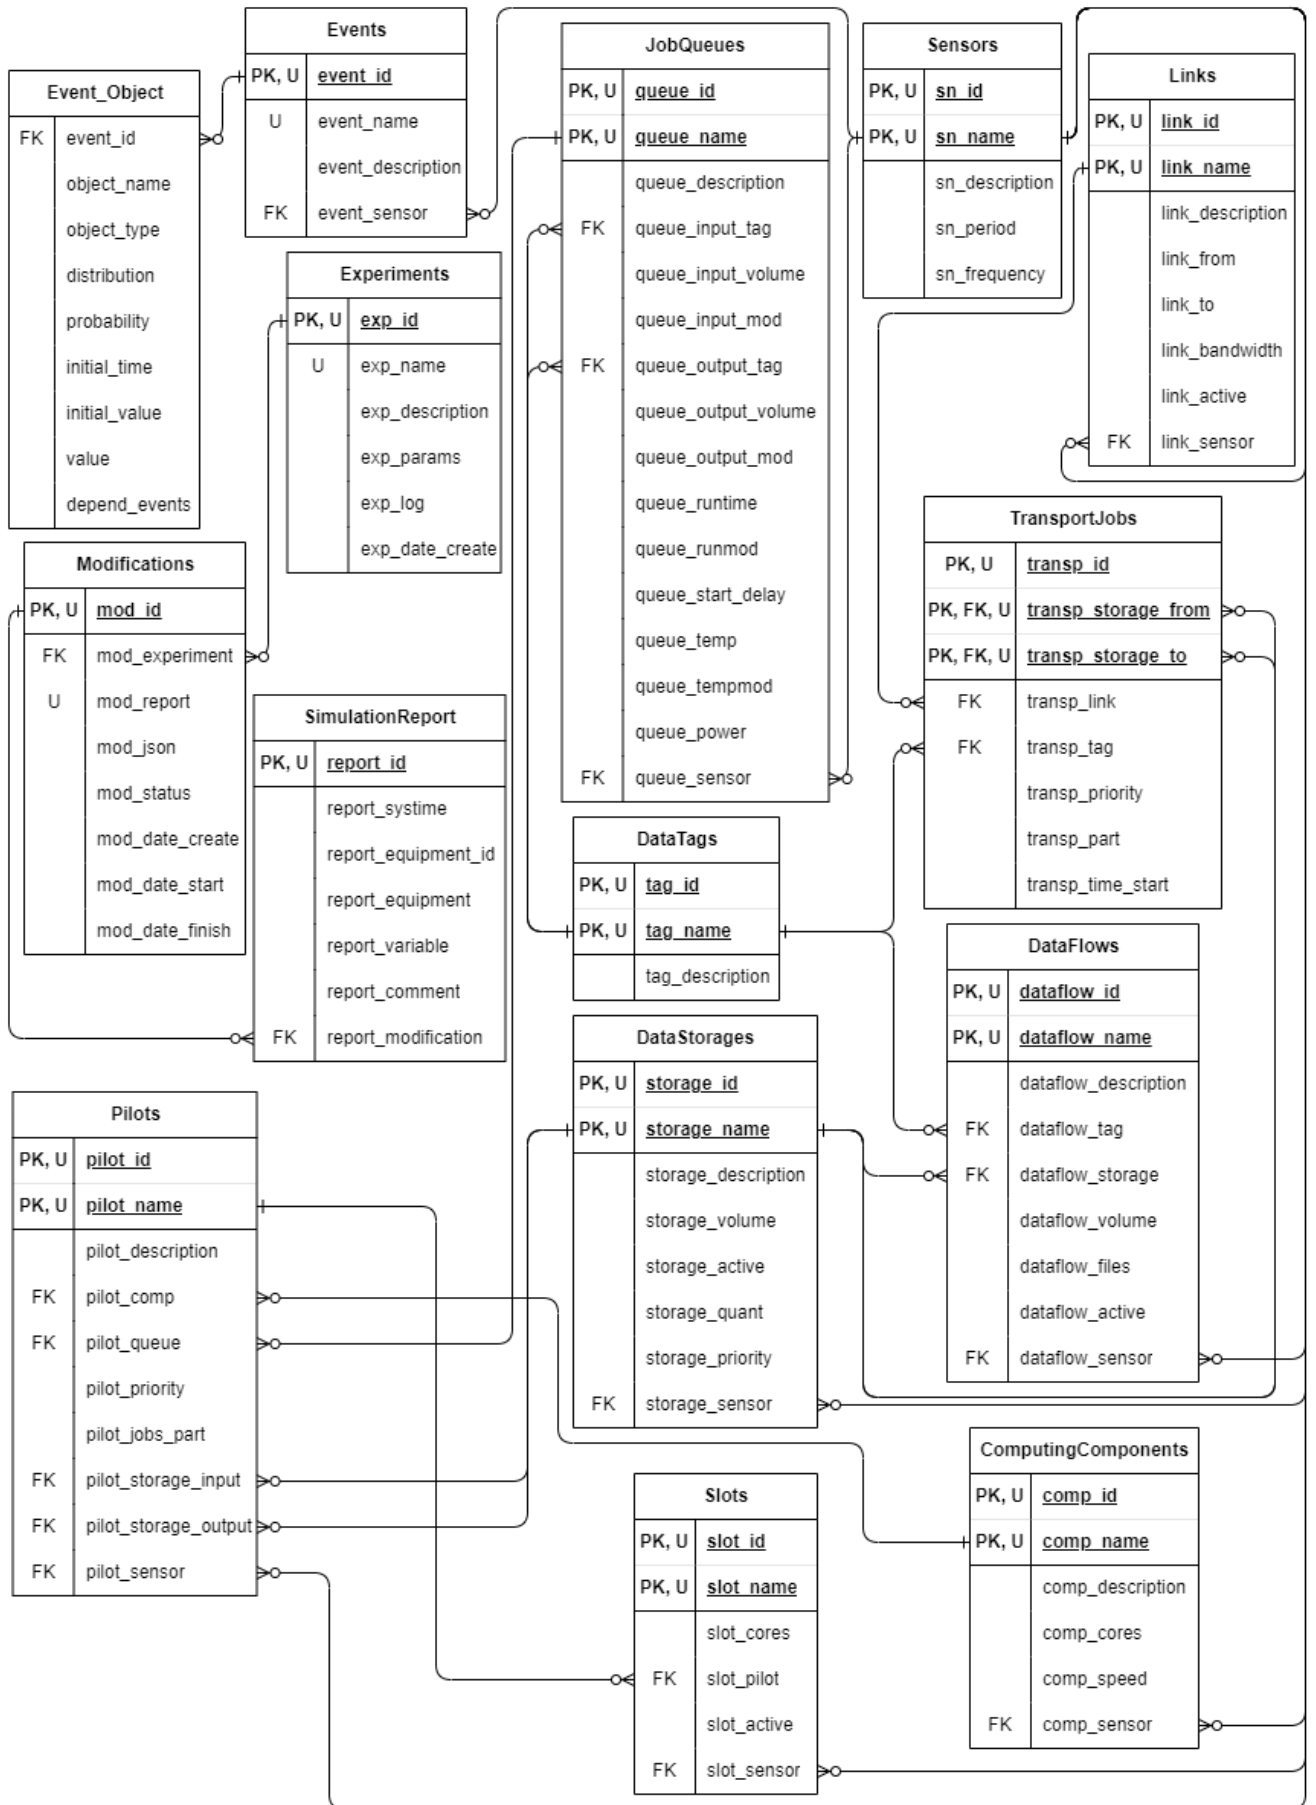 Events
PK, U event_id
U event_name
event_description
FK event_sensor
Event_Object
FK event_id
object_name
object_type
distribution
probability
initial_time
initial_value
value
depend_events
JobQueues
PK, U queue_id
PK, U queue_name
queue_description
FK queue_input_tag
queue_input_volume
queue_input_mod
FK queue_output_tag
queue_output_volume
queue_output_mod
queue_runtime
queue_runmod
queue_start_delay
queue_temp
queue_tempmod
queue_power
FK queue_sensor
Sensors
PK, U sn_id
PK, U sn_name
sn_description
sn_period
sn_frequency
Links
PK, U link_id
PK, U link_name
link_description
link_from
link_to
link_bandwidth
link_active
FK link_sensor
Experiments
PK, U exp_id
U exp_name
exp_description
exp_params
exp_log
exp_date_create
Modifications
PK, U mod_id
FK mod_experiment
U mod_report
mod_json
mod_status
mod_date_create
mod_date_start
mod_date_finish
SimulationReport
PK, U report_id
report_systime
report_equipment_id
report_equipment
report_variable
report_comment
FK report_modification
TransportJobs
PK, U transp_id
PK, FK, U transp_storage_from
PK, FK, U transp_storage_to
FK transp_link
FK transp_tag
transp_priority
transp_part
transp_time_start
DataTags
PK, U tag_id
PK, U tag_name
tag_description
DataFlows
PK, U dataflow_id
PK, U dataflow_name
dataflow_description
FK dataflow_tag
FK dataflow_storage
dataflow_volume
dataflow_files
dataflow_active
FK dataflow_sensor
DataStorages
PK, U storage_id
PK, U storage_name
storage_description
storage_volume
storage_active
storage_quant
storage_priority
FK storage_sensor
Pilots
PK, U pilot_id
PK, U pilot_name
pilot_description
FK pilot_comp
FK pilot_queue
pilot_priority
pilot_jobs_part
FK pilot_storage_input
FK pilot_storage_output
FK pilot_sensor
Slots
PK, U slot_id
PK, U slot_name
slot_cores
FK slot_pilot
slot_active
FK slot_sensor
ComputingComponents
PK, U comp_id
PK, U comp_name
comp_description
comp_cores
comp_speed
FK comp_sensor